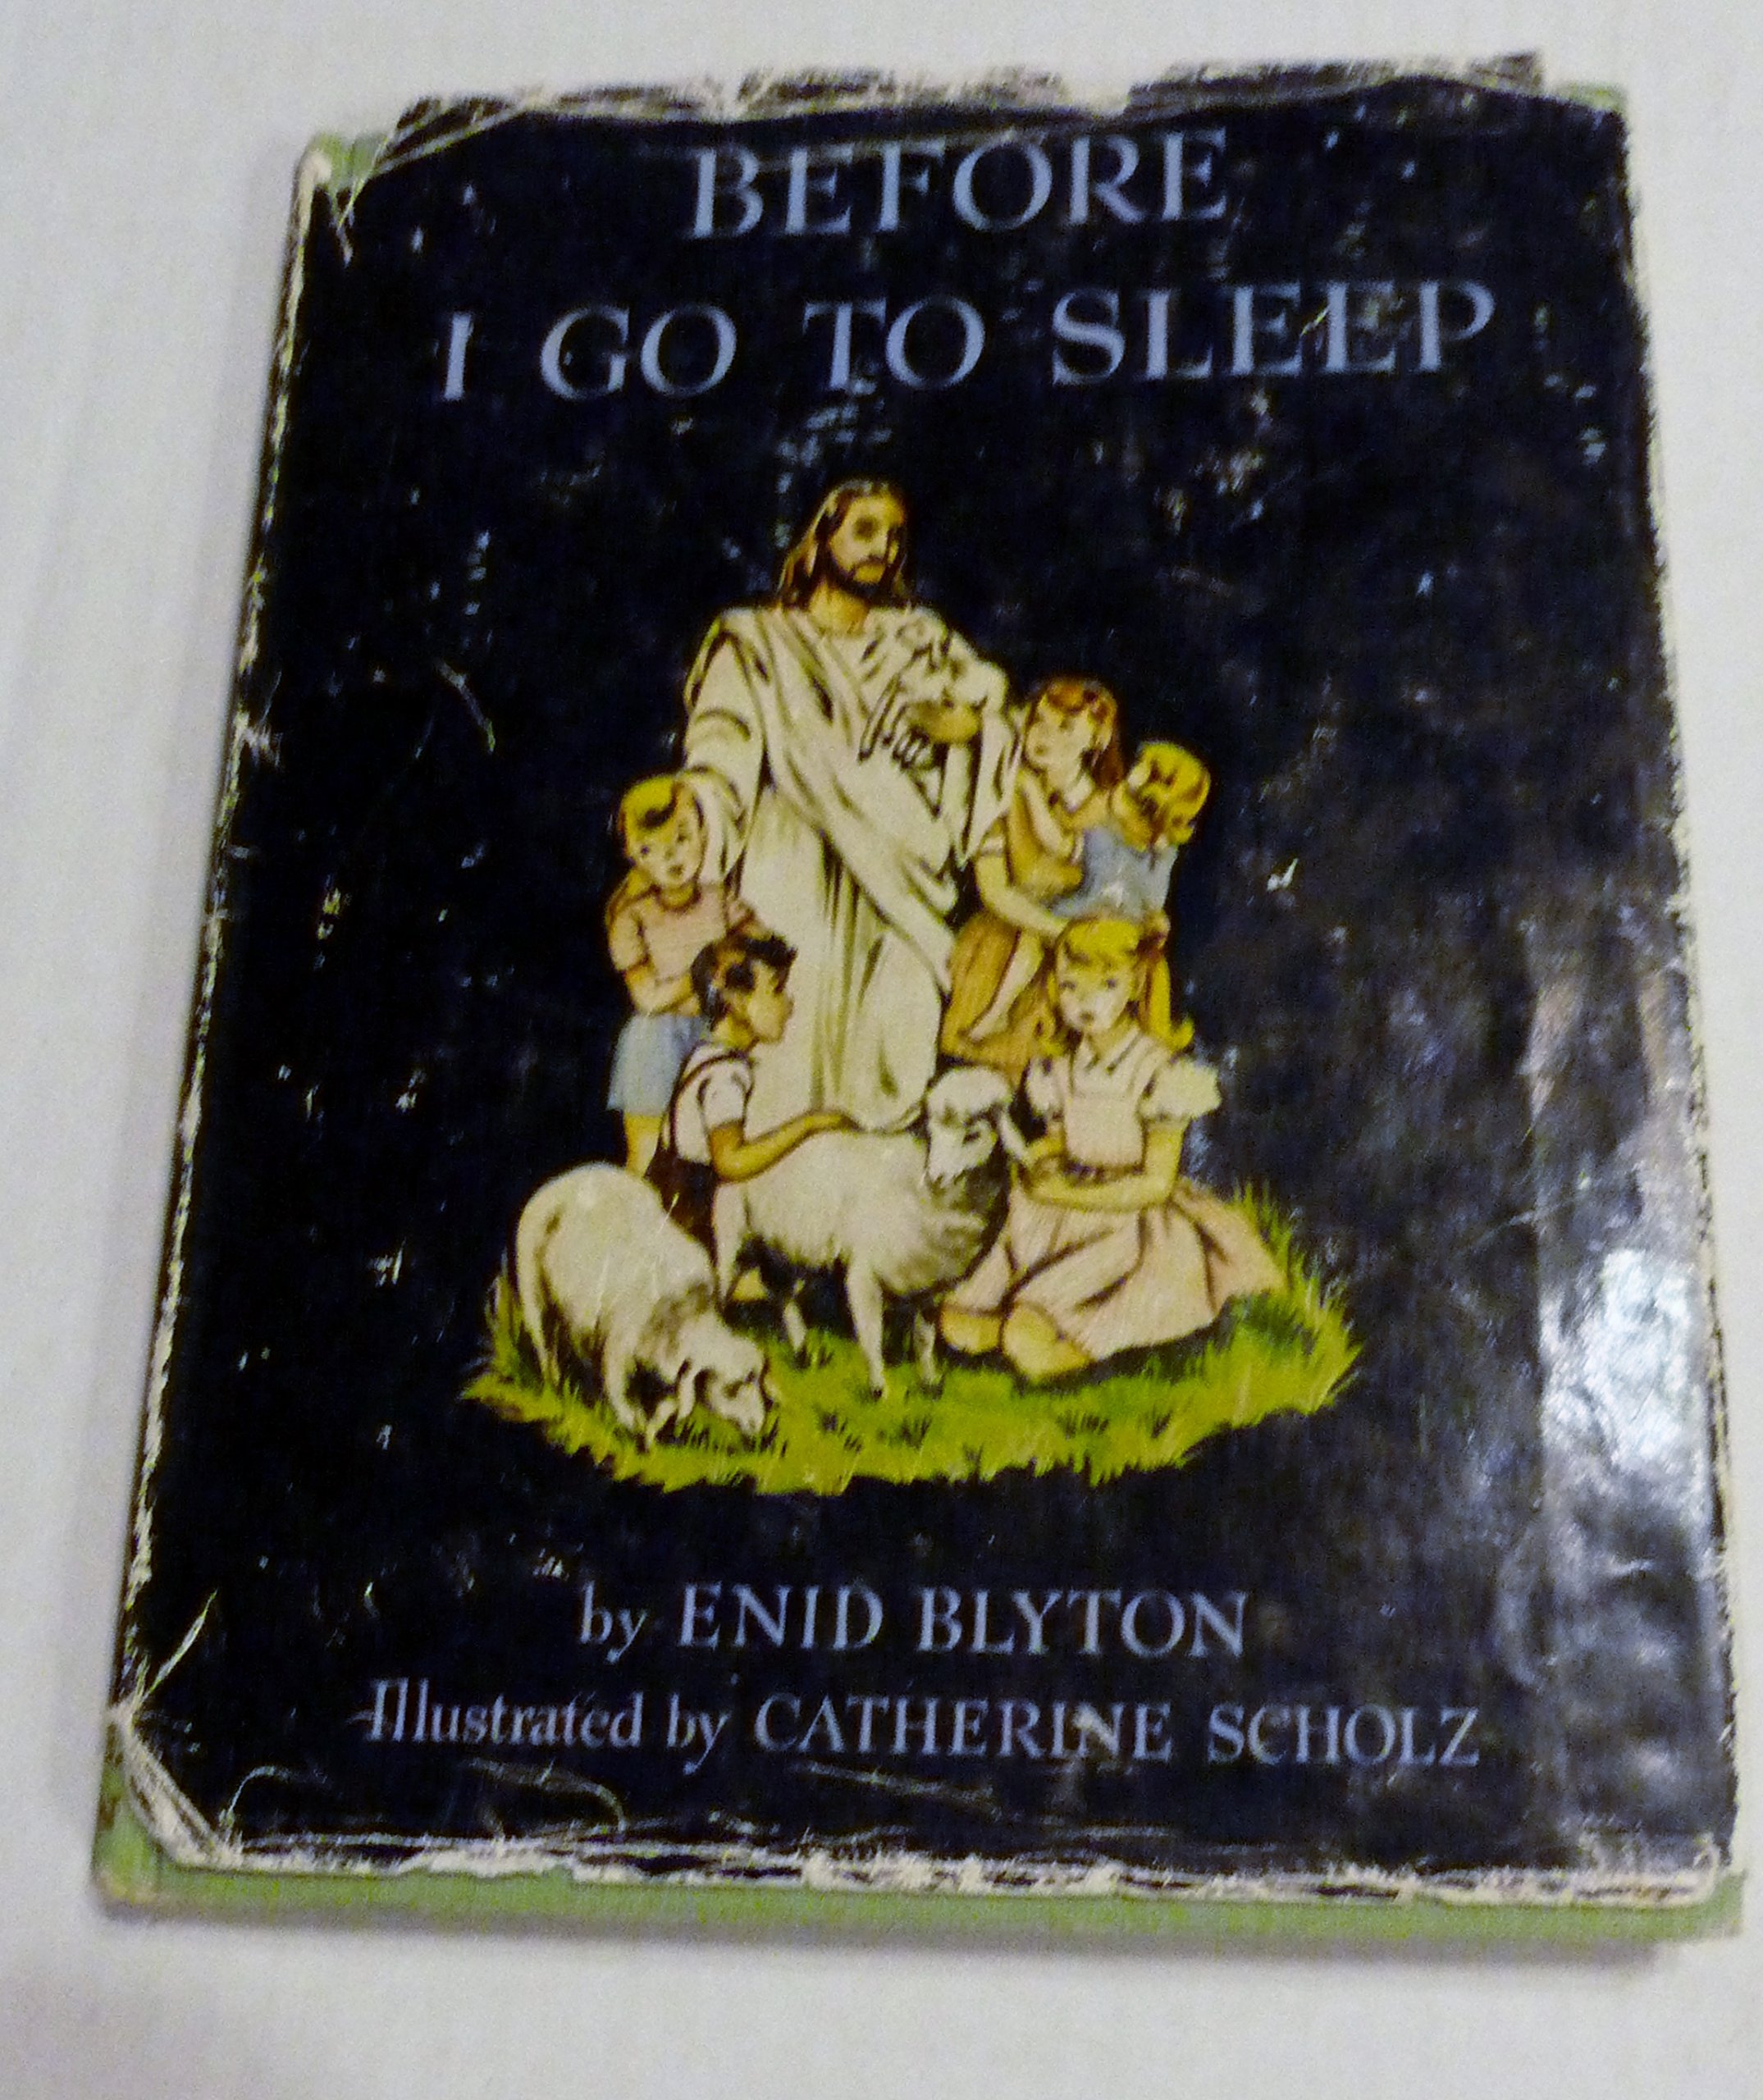 BEFORE
I GO TO SLEEP
by ENID BLYTON
Illustrated by CATHERINE SCHOLZ